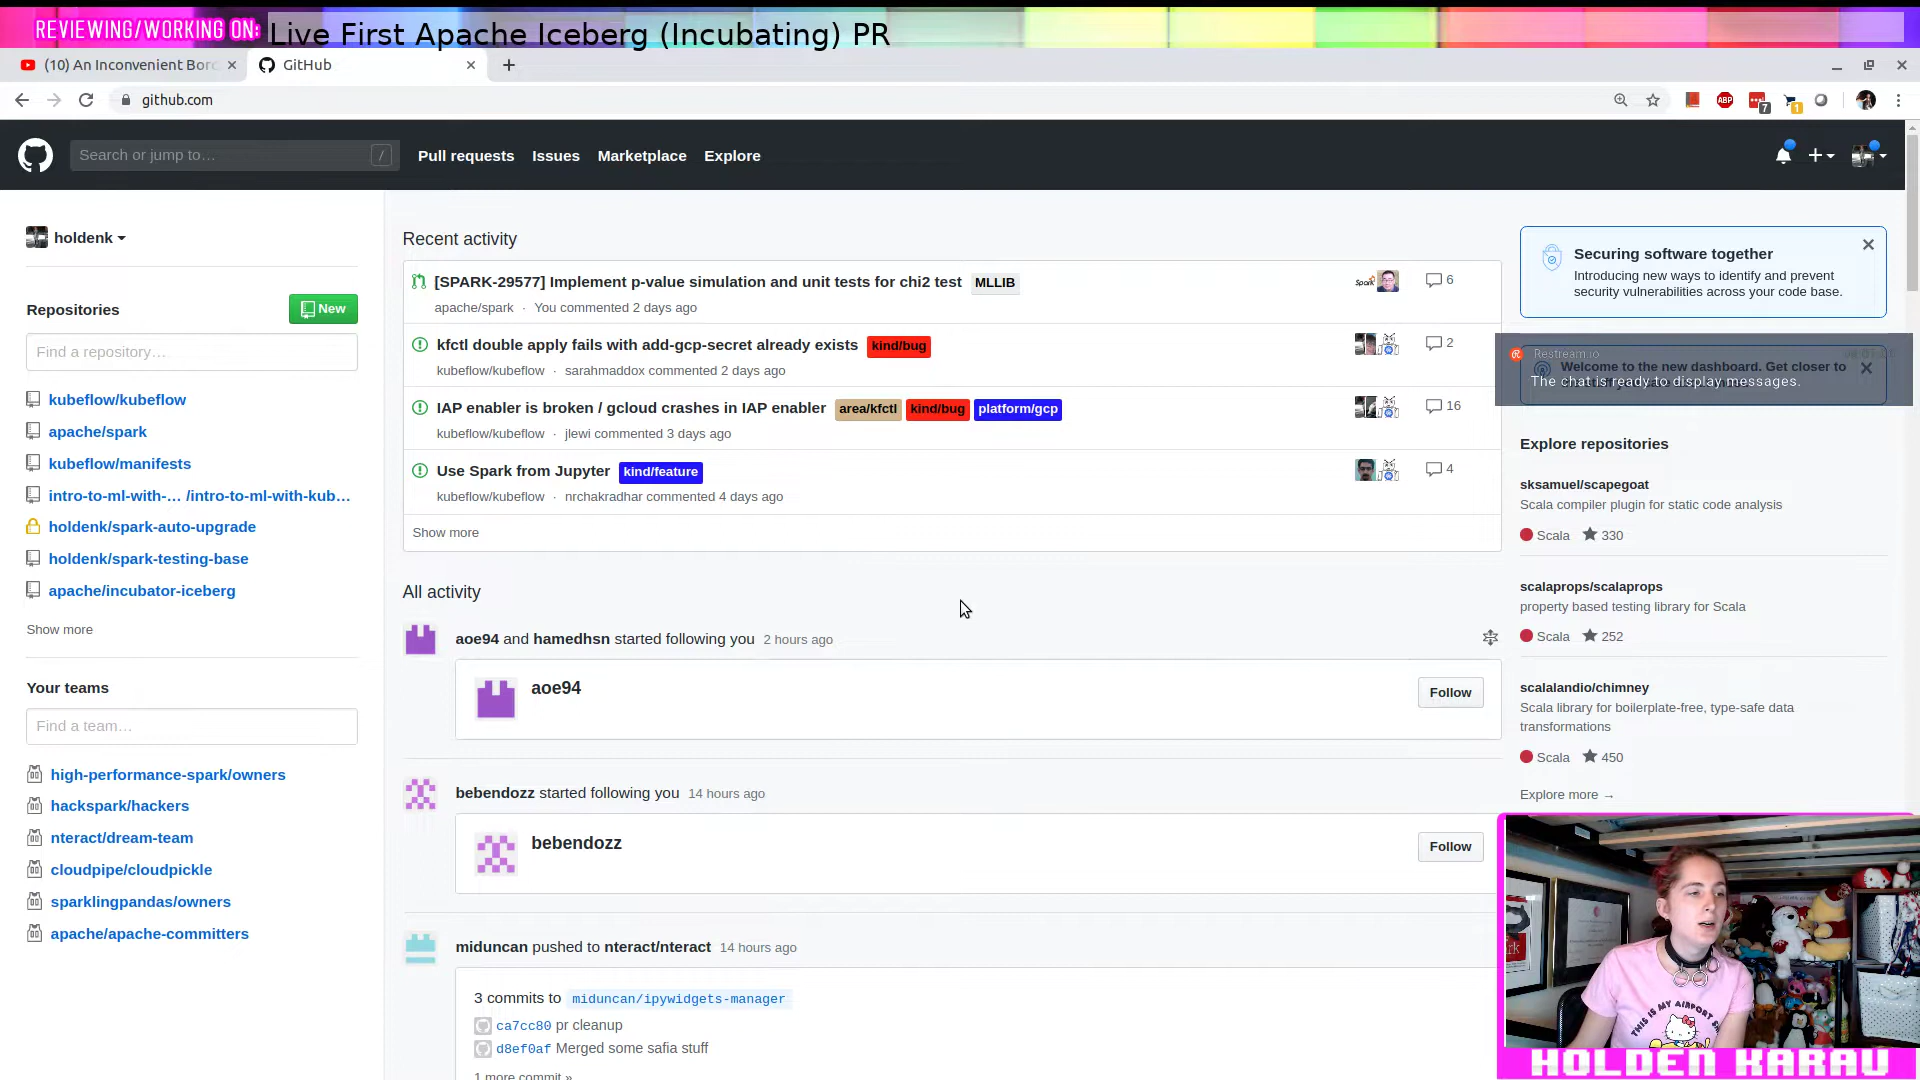 REVIEWING/WORKING ON: Live First Apache Iceberg (Incubating) PR
(10) An Inconvenient Bord
GitHub
github.com
ABP
7
1
Search or jump to…
/
Pull requests
Issues
Marketplace
Explore
holdenk
Repositories
New
Find a repository…
kubeflow/kubeflow
apache/spark
kubeflow/manifests
intro-to-ml-with-… /intro-to-ml-with-kub…
holdenk/spark-auto-upgrade
holdenk/spark-testing-base
apache/incubator-iceberg
Show more
Your teams
Find a team…
high-performance-spark/owners
hackspark/hackers
nteract/dream-team
cloudpipe/cloudpickle
sparklingpandas/owners
apache/apache-committers
Recent activity
[SPARK-29577] Implement p-value simulation and unit tests for chi2 test MLLIB
6
apache/spark · You commented 2 days ago
kfctl double apply fails with add-gcp-secret already exists kind/bug
2
kubeflow/kubeflow · sarahmaddox commented 2 days ago
IAP enabler is broken / gcloud crashes in IAP enabler area/kfctl kind/bug platform/gcp
16
kubeflow/kubeflow · jlewi commented 3 days ago
Use Spark from Jupyter kind/feature
4
kubeflow/kubeflow · nrchakradhar commented 4 days ago
Show more
All activity
aoe94 and hamedhsn started following you 2 hours ago
aoe94
Follow
bebendozz started following you 14 hours ago
bebendozz
Follow
miduncan pushed to nteract/nteract 14 hours ago
3 commits to miduncan/ipywidgets-manager
ca7cc80 pr cleanup
d8ef0af Merged some safia stuff
1 more commit »
Securing software together
Introducing new ways to identify and prevent
security vulnerabilities across your code base.
Restream.io
Welcome to the new dashboard. Get closer to
The chat is ready to display messages.
Explore repositories
sksamuel/scapegoat
Scala compiler plugin for static code analysis
Scala 330
scalaprops/scalaprops
property based testing library for Scala
Scala 252
scalalandio/chimney
Scala library for boilerplate-free, type-safe data
transformations
Scala 450
Explore more →
THIS IS MY AIRPORT
HOLDEN KARAU